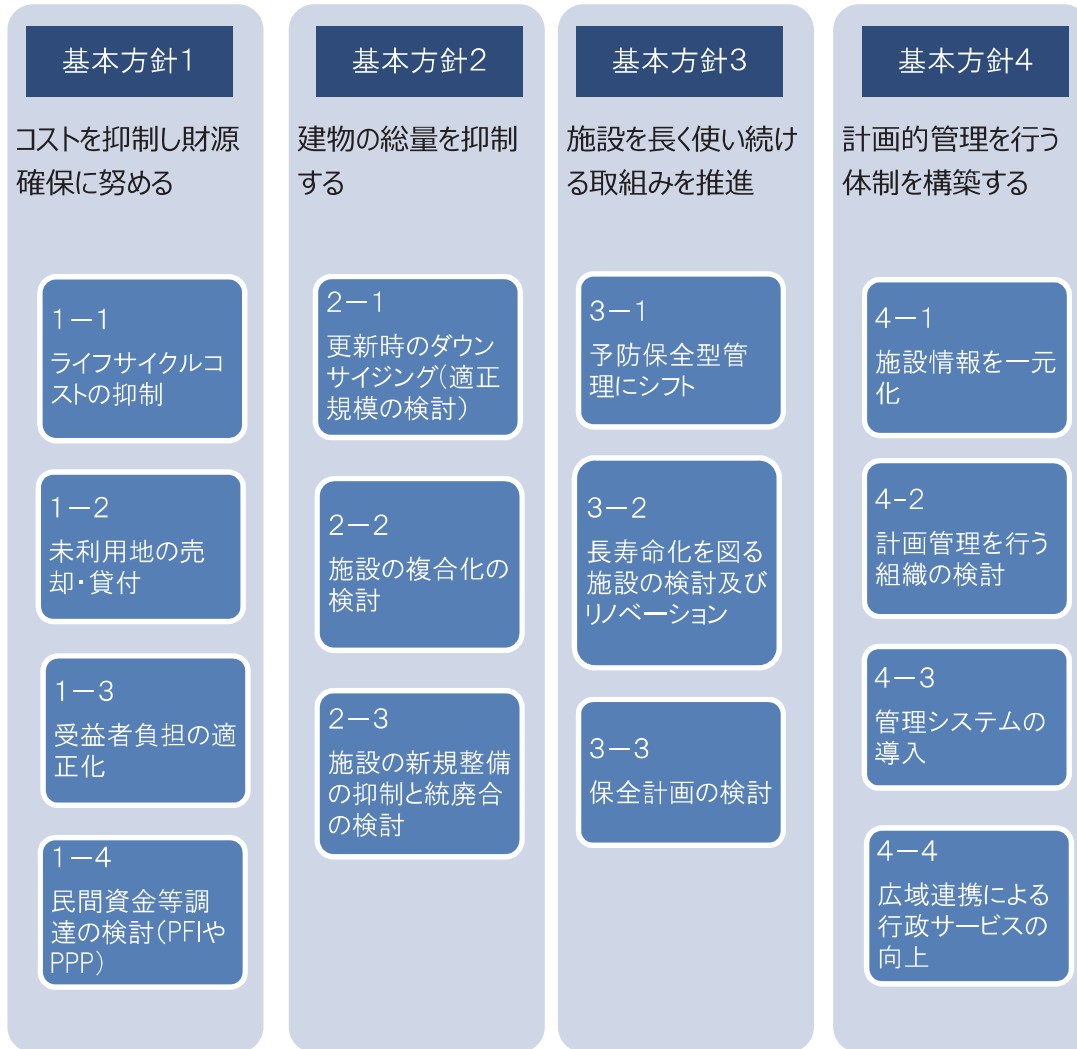 基本方針1
コストを抑制し財源
確保に努める
1－1
ライフサイクルコ
ストの抑制
1－2
未利用地の売
却・貸付
1－3
受益者負担の適
正化
1－4
民間資金等調
達の検討（PFIや
PPP）
基本方針2
建物の総量を抑制
する
2－1
更新時のダウン
サイジング（適正
規模の検討）
2－2
施設の複合化の
検討
2－3
施設の新規整備
の抑制と統廃合
の検討
基本方針3
施設を長く使い続け
る取組みを推進
3－1
予防保全型管
理にシフト
3－2
長寿命化を図る
施設の検討及び
リノベーション
3－3
保全計画の検討
基本方針4
計画的管理を行う
体制を構築する
4－1
施設情報を一元
化
4-2
計画管理を行う
組織の検討
4－3
管理システムの
導入
4－4
広域連携による
行政サービスの
向上